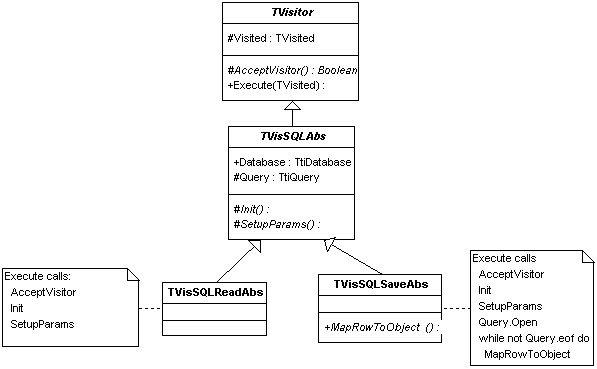 TVisitor
#Visited : TVisited
#AcceptVisitor() : Boolean
+Execute(TVisited) :
TVisSQLAbs
+Database : TtiDatabase
#Query : TtiQuery
#Init() :
#SetupParams() :
Execute calls:
AcceptVisitor
Init
SetupParams
TVisSQLReadAbs
TVisSQLSaveAbs
+MapRowToObject () :
Execute calls
AcceptVisitor
Init
SetupParams
Query.Open
while not Query.eof do
MapRowToObject